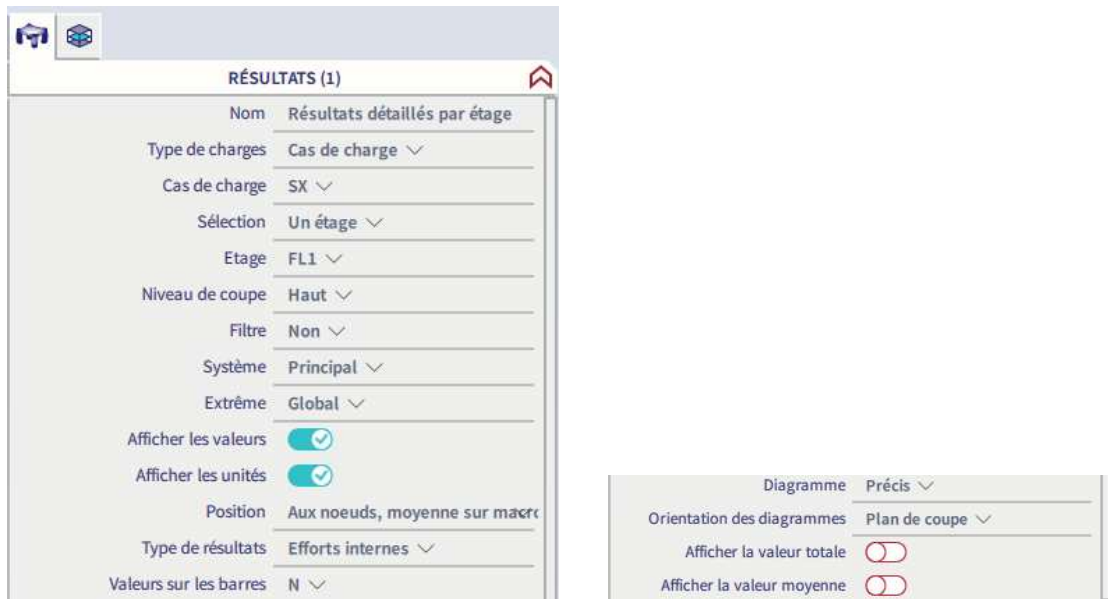 RÉSULTATS (1)
Nom Résultats détaillés par étage
Type de charges Cas de charge
Cas de charge SX
Sélection Un étage
Etage FL1
Niveau de coupe Haut
Filtre Non
Système Principal
Extrême Global
Afficher les valeurs
Afficher les unités
Position Aux noeuds, moyenne sur macro
Type de résultats Efforts internes
Valeurs sur les barres N
Diagramme Précis
Orientation des diagrammes Plan de coupe
Afficher la valeur totale
Afficher la valeur moyenne